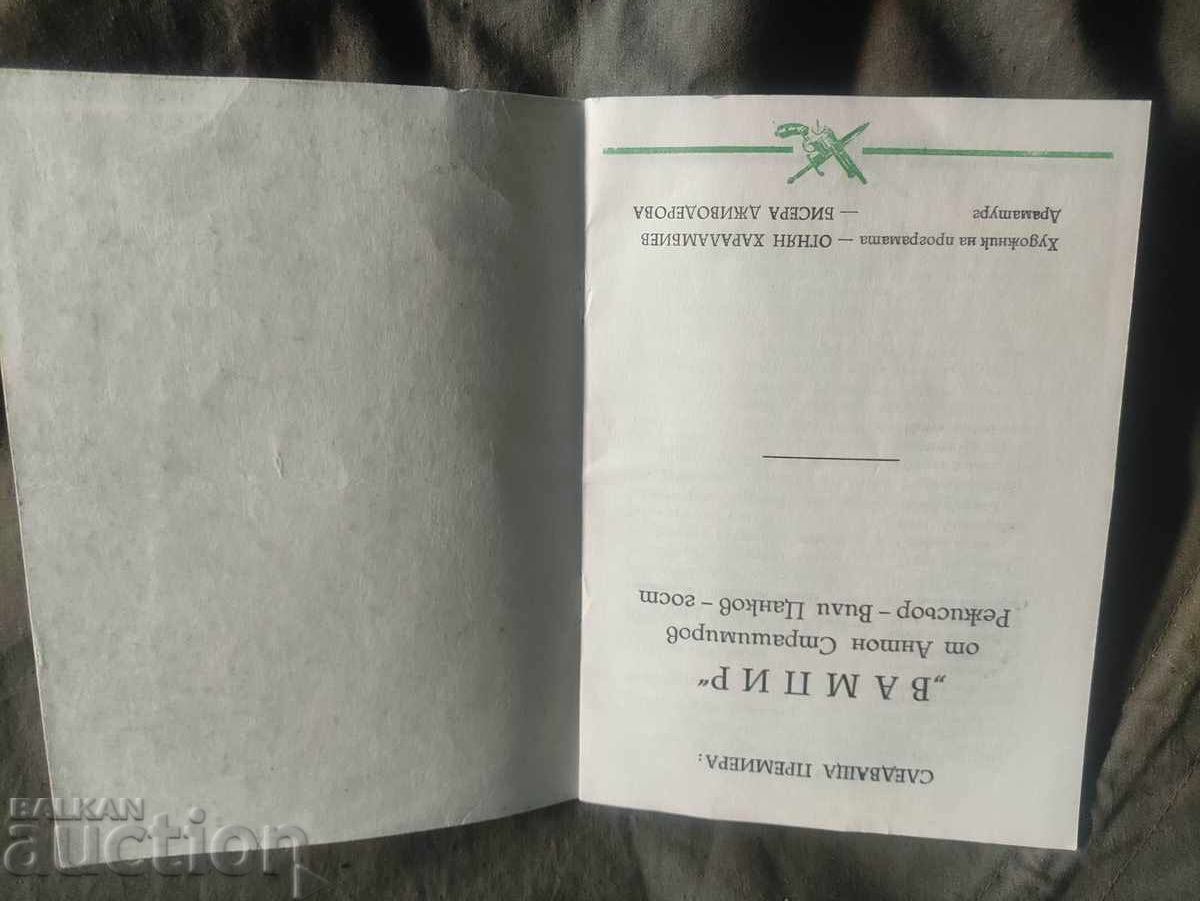 СЛЕДВАЩА ПРЕМИЕРА:
„ВАМПИР“
от Антон Страшимиров
Режисьор – Вили Цанков – гост
Художник на програмата — ОГНЯН ХАРАЛАМБИЕВ
Драматург — БИСЕРА ДЖИВОДЕРОВА
BALKAN
auction